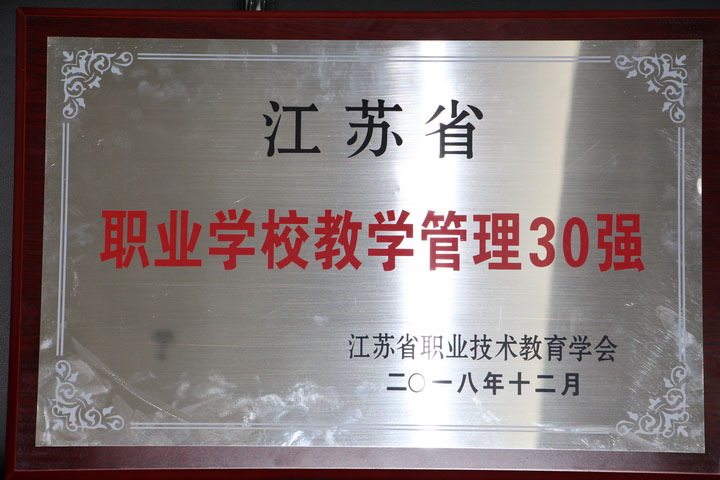 江苏省
职业学校教学管理30强
江苏省职业技术教育学会
二〇一八年十二月